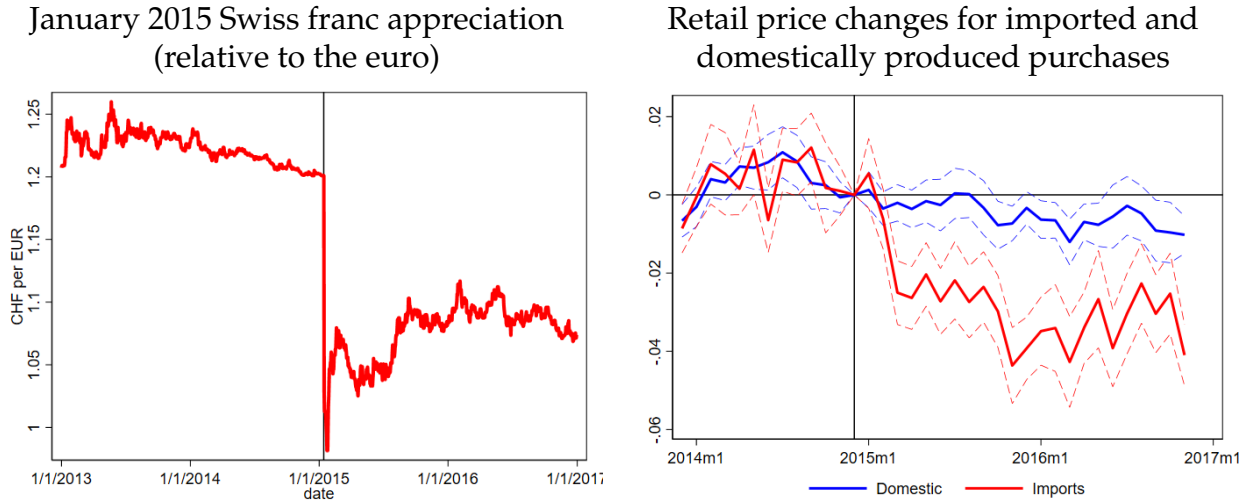 January 2015 Swiss franc appreciation
(relative to the euro)
CHF per EUR
1.25
1.2
1.15
1.1
1.05
1
1/1/2013
1/1/2014
1/1/2015
1/1/2016
1/1/2017
date
Retail price changes for imported and
domestically produced purchases
.02
0
-.02
-.04
-.06
2014m1
2015m1
2016m1
2017m1
Domestic
Imports